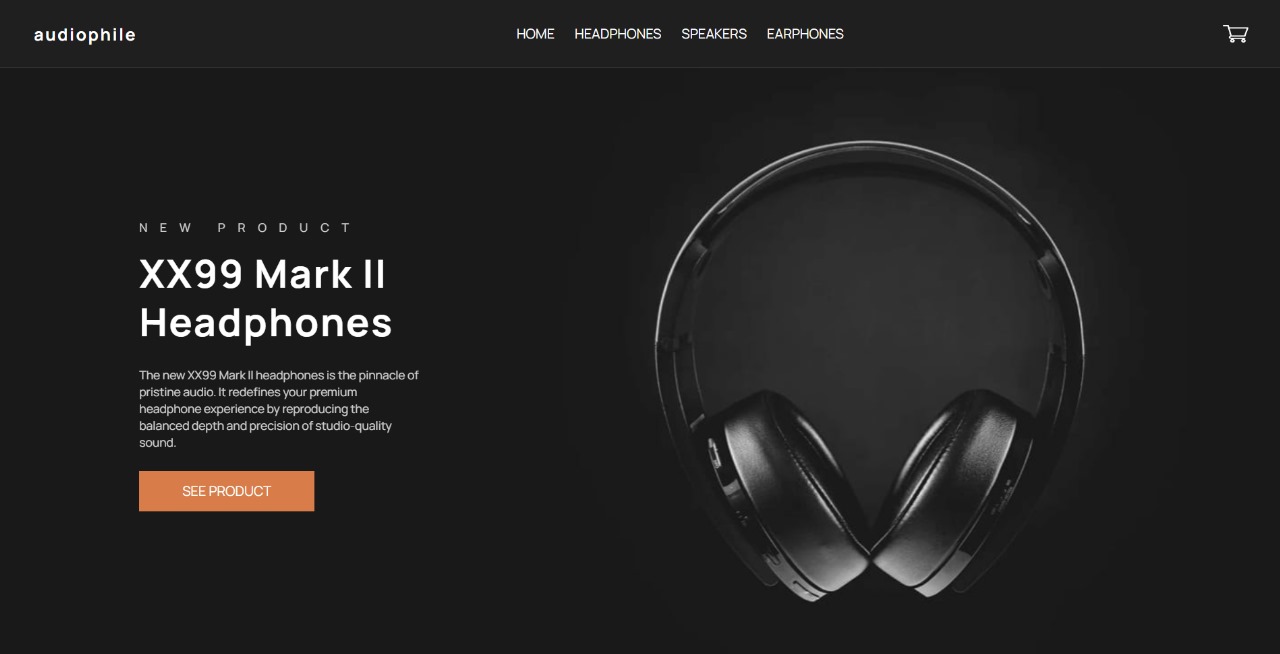 audiophile
HOME HEADPHONES SPEAKERS EARPHONES
NEW PRODUCT
XX99 Mark II
Headphones
The new XX99 Mark II headphones is the pinnacle of
pristine audio. It redefines your premium
headphone experience by reproducing the
balanced depth and precision of studio-quality
sound.
SEE PRODUCT